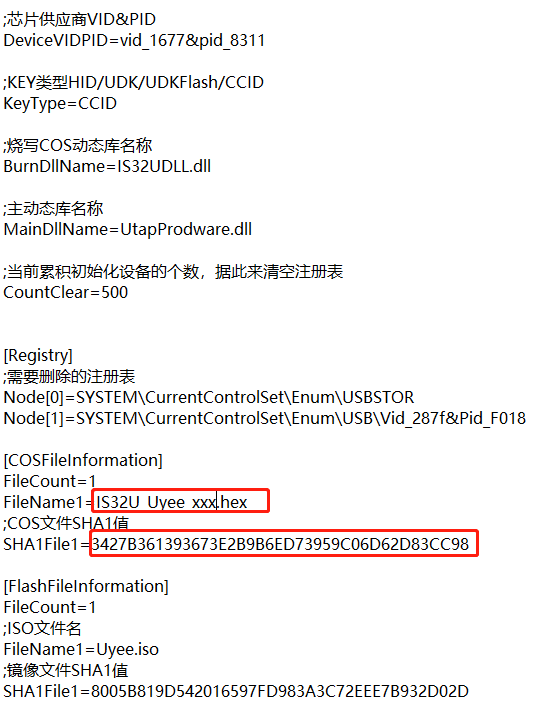 ;芯片供应商VID&PID
DeviceVIDPID=vid_1677&pid_8311
;KEY类型HID/UDK/UDKFlash/CCID
KeyType=CCID
;烧写COS动态库名称
BurnDllName=IS32UDLL.dll
;主动态库名称
MainDllName=UtapProdware.dll
;当前累积初始化设备的个数，据此来清空注册表
CountClear=500
[Registry]
;需要删除的注册表
Node[0]=SYSTEM\CurrentControlSet\Enum\USBSTOR
Node[1]=SYSTEM\CurrentControlSet\Enum\USB\Vid_287f&Pid_F018
[COSFileInformation]
FileCount=1
FileName1=IS32U_Uyee_xxx.hex
;COS文件SHA1值
SHA1File1=3427B361393673E2B9B6ED73959C06D62D83CC98
[FlashFileInformation]
FileCount=1
;ISO文件名
FileName1=Uyee.iso
;镜像文件SHA1值
SHA1File1=8005B819D542016597FD983A3C72EEE7B932D02D